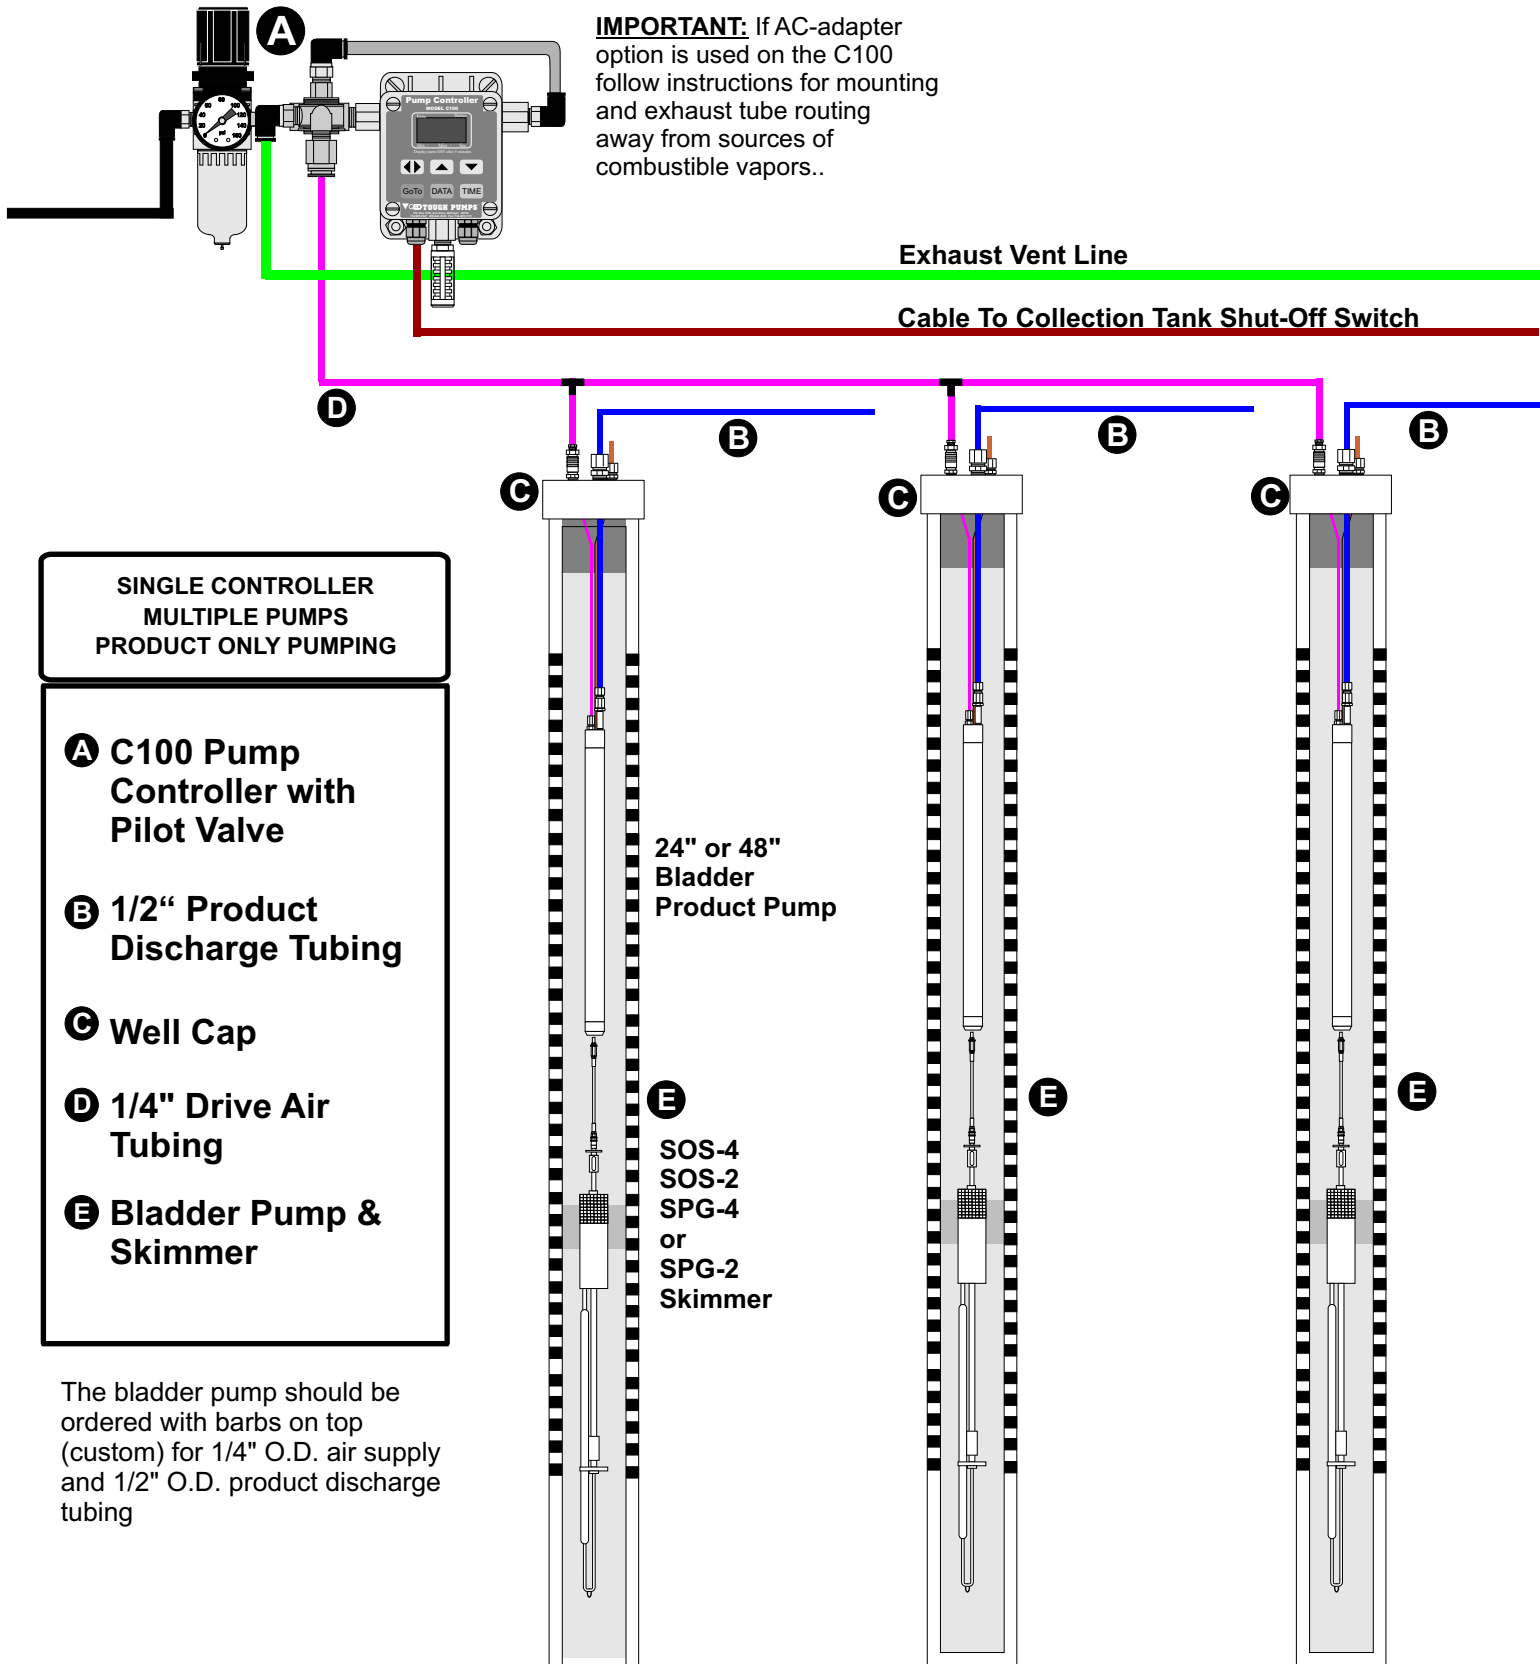 A
IMPORTANT: If AC-adapter
option is used on the C100
follow instructions for mounting
and exhaust tube routing
away from sources of
combustible vapors..
Pump Controller
MODEL C100
GoTo DATA TIME
TOUGH PUMPS
psi
Exhaust Vent Line
Cable To Collection Tank Shut-Off Switch
D
B
B
B
C
C
C
SINGLE CONTROLLER
MULTIPLE PUMPS
PRODUCT ONLY PUMPING
A C100 Pump
Controller with
Pilot Valve
B 1/2“ Product
Discharge Tubing
C Well Cap
D 1/4" Drive Air
Tubing
E Bladder Pump &
Skimmer
24" or 48"
Bladder
Product Pump
E
E
E
SOS-4
SOS-2
SPG-4
or
SPG-2
Skimmer
The bladder pump should be
ordered with barbs on top
(custom) for 1/4" O.D. air supply
and 1/2" O.D. product discharge
tubing